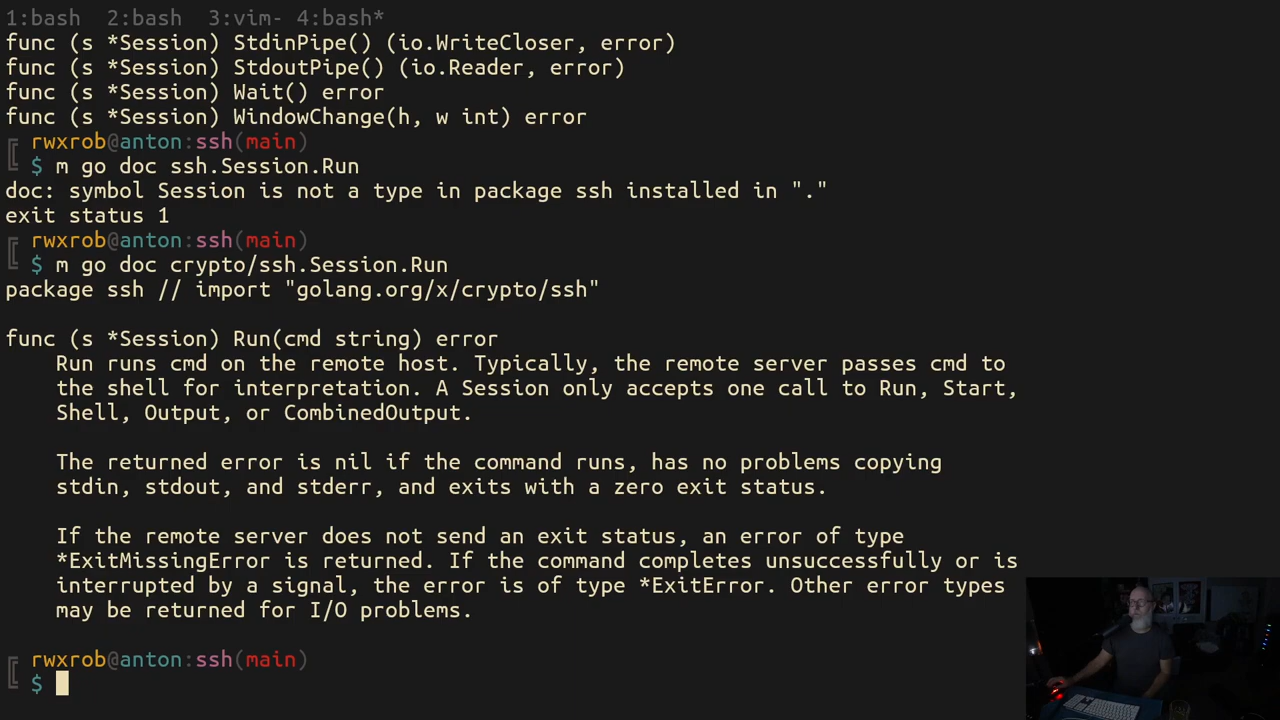 1:bash  2:bash  3:vim- 4:bash*
func (s *Session) StdinPipe() (io.WriteCloser, error)
func (s *Session) StdoutPipe() (io.Reader, error)
func (s *Session) Wait() error
func (s *Session) WindowChange(h, w int) error
rwxrob@anton:ssh(main)
$ m go doc ssh.Session.Run
doc: symbol Session is not a type in package ssh installed in "."
exit status 1
rwxrob@anton:ssh(main)
$ m go doc crypto/ssh.Session.Run
package ssh // import "golang.org/x/crypto/ssh"
func (s *Session) Run(cmd string) error
Run runs cmd on the remote host. Typically, the remote server passes cmd to
the shell for interpretation. A Session only accepts one call to Run, Start,
Shell, Output, or CombinedOutput.
The returned error is nil if the command runs, has no problems copying
stdin, stdout, and stderr, and exits with a zero exit status.
If the remote server does not send an exit status, an error of type
*ExitMissingError is returned. If the command completes unsuccessfully or is
interrupted by a signal, the error is of type *ExitError. Other error types
may be returned for I/O problems.
rwxrob@anton:ssh(main)
$